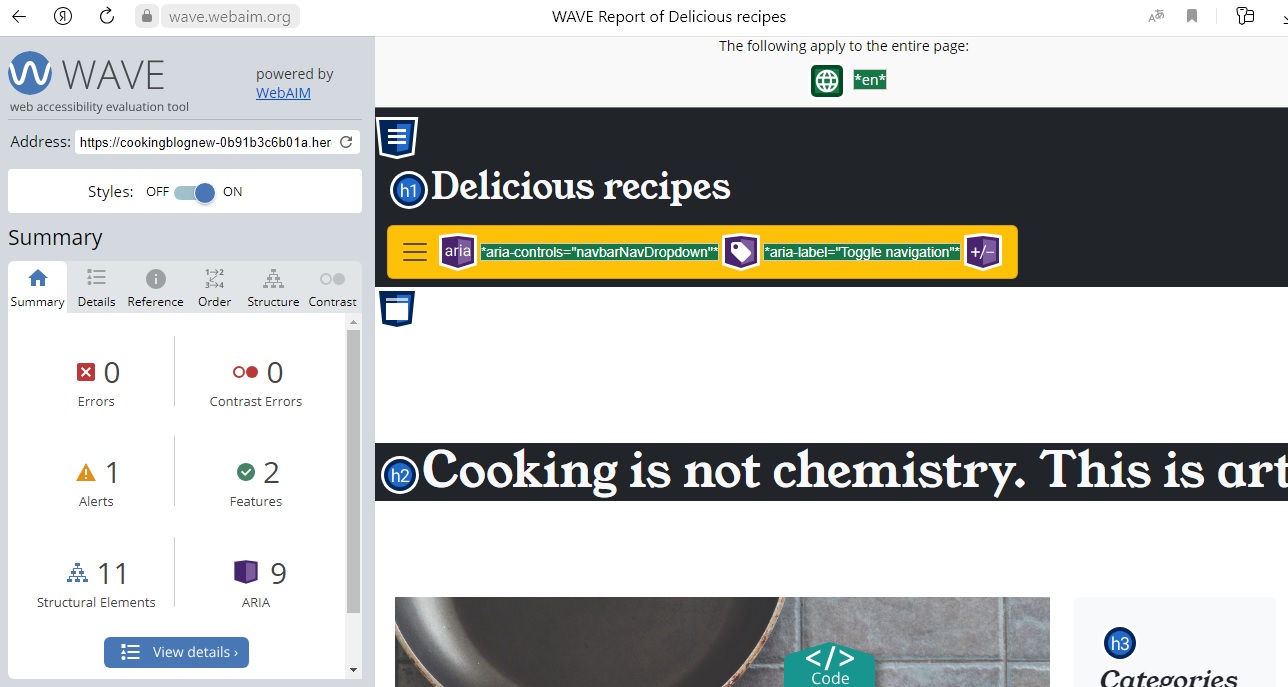 wave.webaim.org
WAVE Report of Delicious recipes
WAVE
web accessibility evaluation tool
powered by
WebAIM
Address: https://cookingblognew-0b91b3c6b01a.her
Styles: OFF ON
Summary
Summary Details Reference Order Structure Contrast
0
Errors
0
Contrast Errors
1
Alerts
2
Features
11
Structural Elements
9
ARIA
View details ›
The following apply to the entire page:
*en*
h1 Delicious recipes
aria *aria-controls="navbarNavDropdown"* *aria-label="Toggle navigation"* +/−
h2 Cooking is not chemistry. This is art
</>
Code
h3
Categories